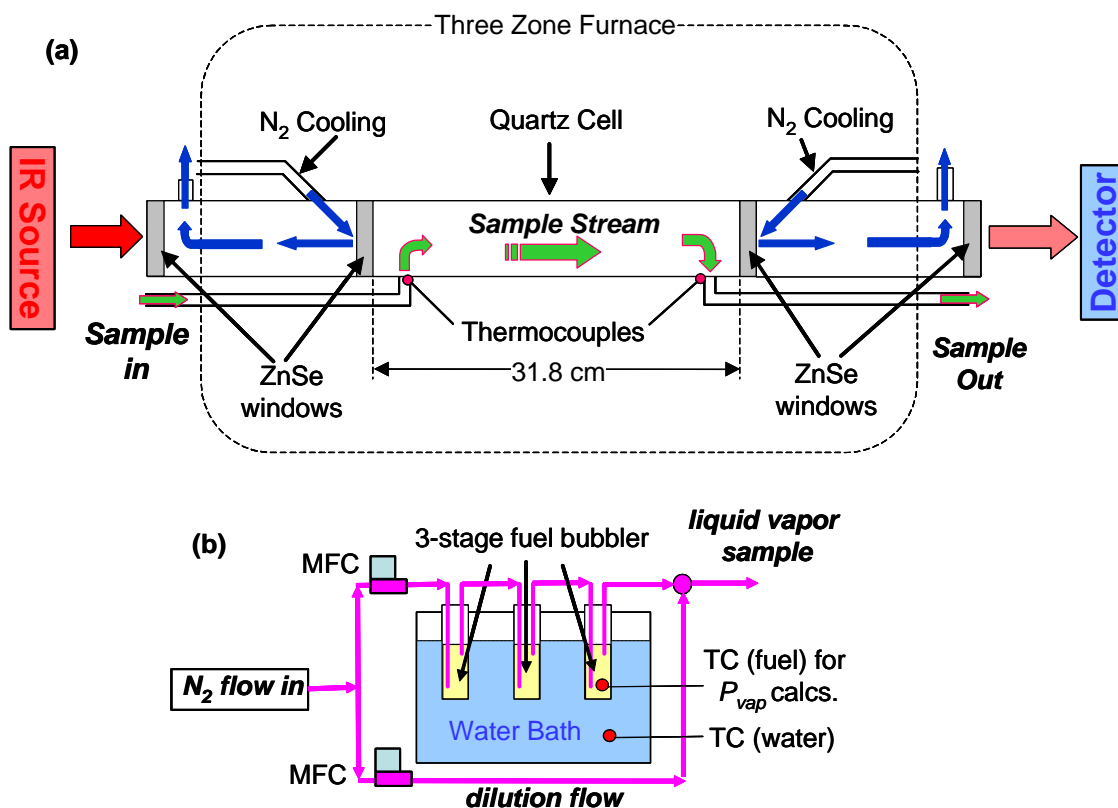 Three Zone Furnace
(a)
N2 Cooling
Quartz Cell
N2 Cooling
IR Source
Sample Stream
Detector
Sample
in
Thermocouples
Sample
Out
ZnSe
windows
31.8 cm
ZnSe
windows
(b)
3-stage fuel bubbler
liquid vapor
sample
MFC
N2 flow in
TC (fuel) for
Pvap calcs.
Water Bath
TC (water)
MFC
dilution flow